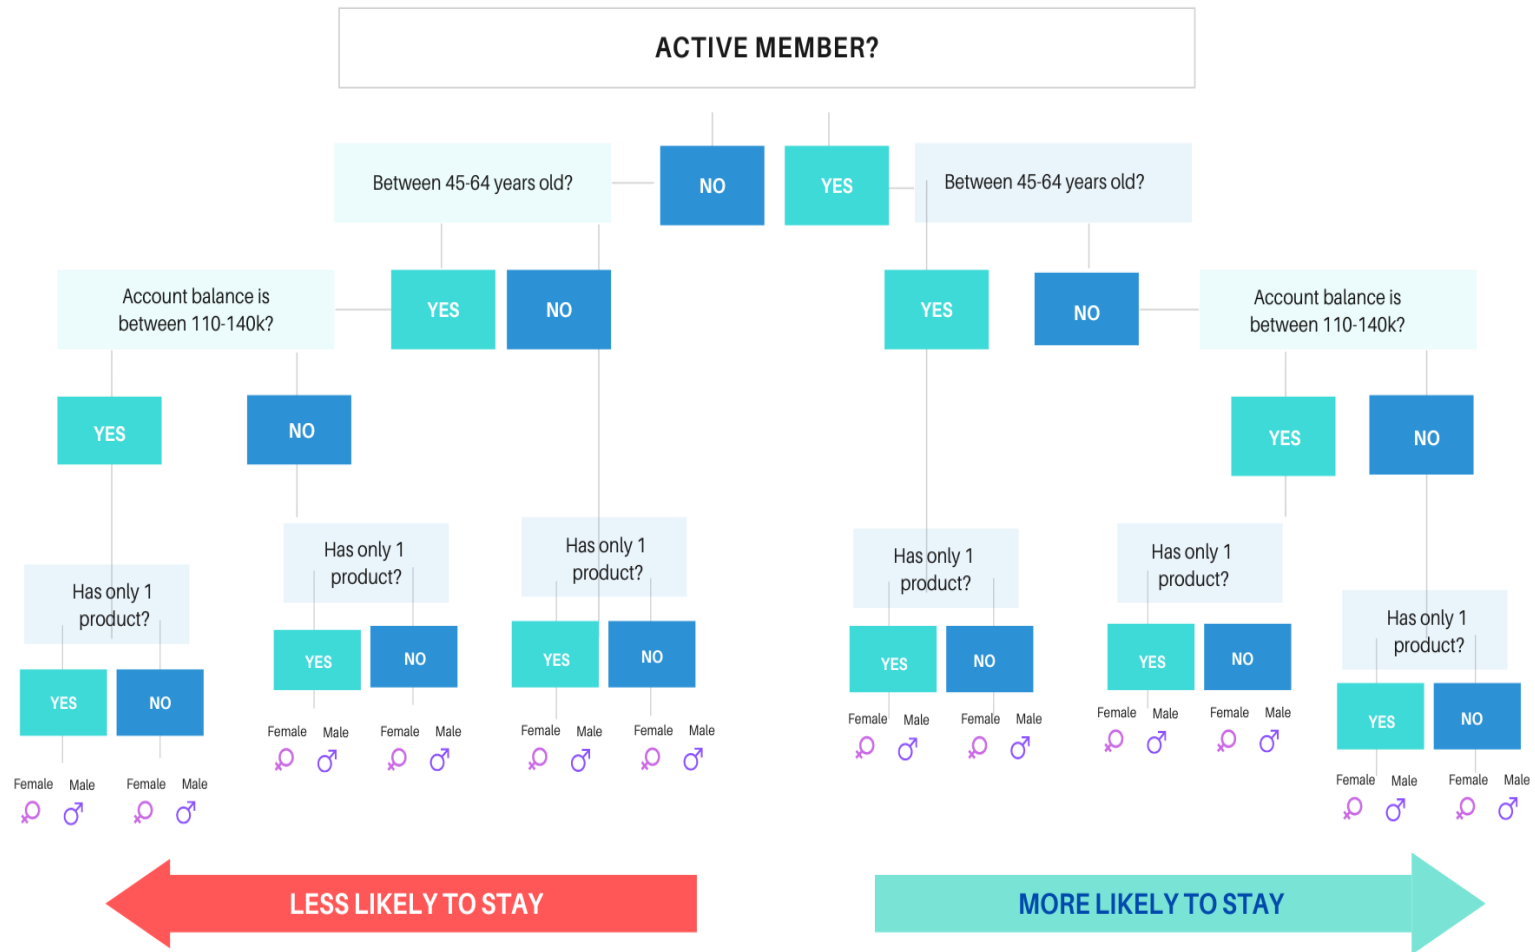 ACTIVE MEMBER?
Between 45-64 years old?
NO
YES
Between 45-64 years old?
Account balance is
between 110-140k?
YES
NO
YES
NO
Account balance is
between 110-140k?
YES
NO
YES
NO
Has only 1
product?
Has only 1
product?
Has only 1
product?
Has only 1
product?
Has only 1
product?
Has only 1
product?
YES
NO
YES
NO
YES
NO
YES
NO
YES
NO
YES
NO
Female Male
Female Male
Female Male
Female Male
Female Male
Female Male
Female Male
Female Male
Female Male
Female Male
Female Male
Female Male
LESS LIKELY TO STAY
MORE LIKELY TO STAY